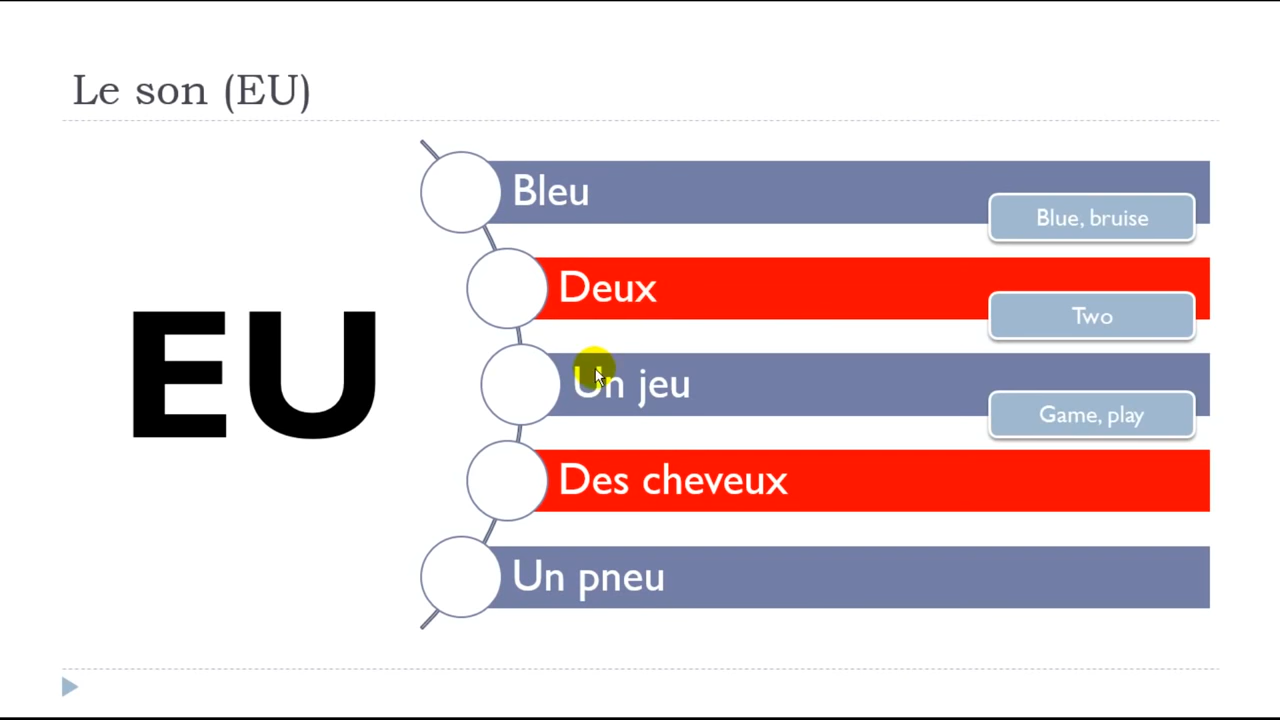 Le son (EU)
EU
Bleu
Blue, bruise
Deux
Two
Un jeu
Game, play
Des cheveux
Un pneu